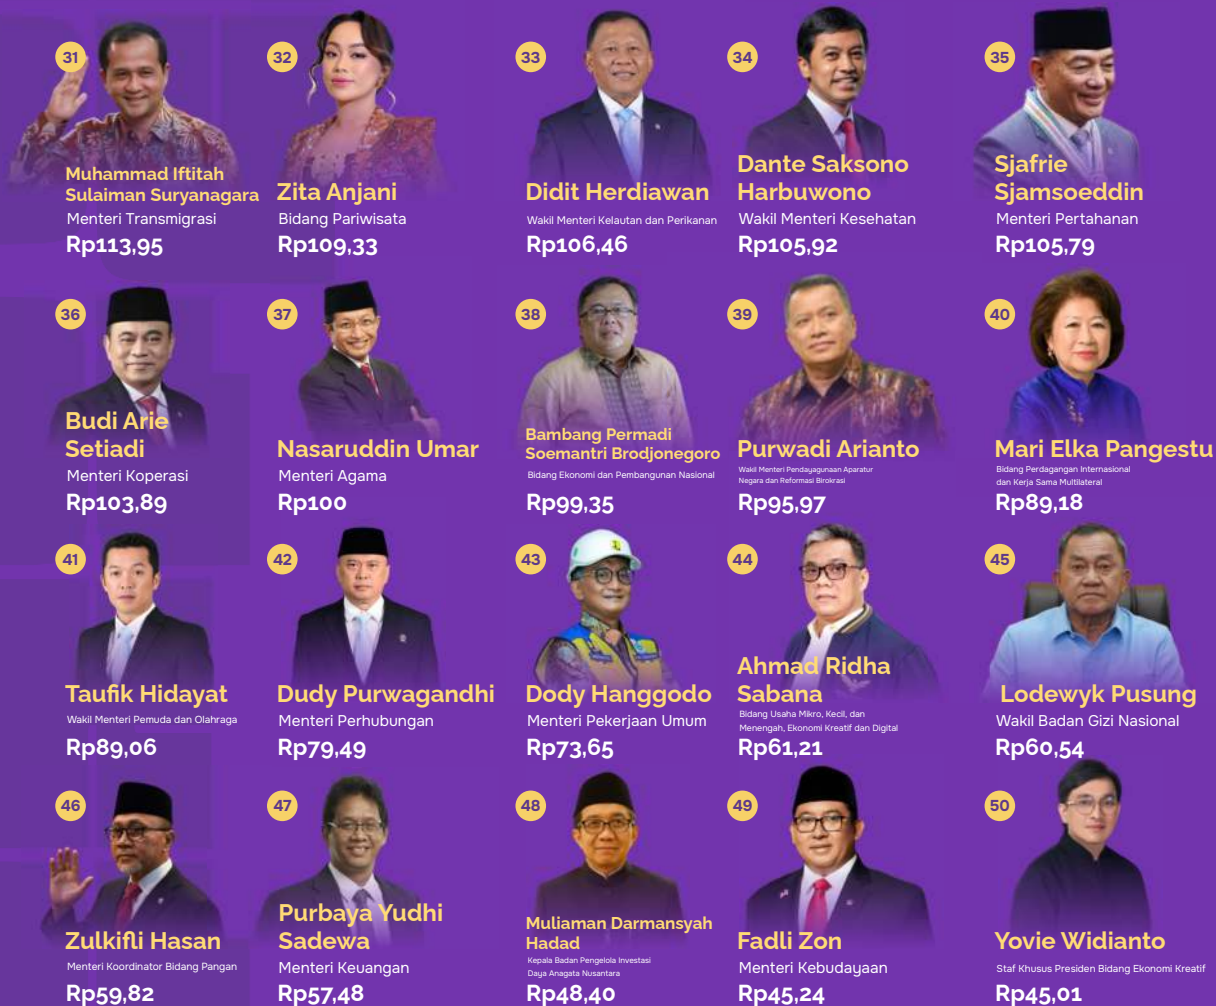 31
Muhammad Iftitah
Sulaiman Suryanagara
Menteri Transmigrasi
Rp113,95
32
Zita Anjani
Bidang Pariwisata
Rp109,33
33
Didit Herdiawan
Wakil Menteri Kelautan dan Perikanan
Rp106,46
34
Dante Saksono
Harbuwono
Wakil Menteri Kesehatan
Rp105,92
35
Sjafrie
Sjamsoeddin
Menteri Pertahanan
Rp105,79
36
Budi Arie
Setiadi
Menteri Koperasi
Rp103,89
37
Nasaruddin Umar
Menteri Agama
Rp100
38
Bambang Permadi
Soemantri Brodjonegoro
Bidang Ekonomi dan Pembangunan Nasional
Rp99,35
39
Purwadi Arianto
Wakil Menteri Pendayagunaan Aparatur
Negara dan Reformasi Birokrasi
Rp95,97
40
Mari Elka Pangestu
Bidang Perdagangan Internasional
dan Kerja Sama Multilateral
Rp89,18
41
Taufik Hidayat
Wakil Menteri Pemuda dan Olahraga
Rp89,06
42
Dudy Purwagandhi
Menteri Perhubungan
Rp79,49
43
Dody Hanggodo
Menteri Pekerjaan Umum
Rp73,65
44
Ahmad Ridha
Sabana
Bidang Usaha Mikro, Kecil, dan
Menengah, Ekonomi Kreatif dan Digital
Rp61,21
45
Lodewyk Pusung
Wakil Badan Gizi Nasional
Rp60,54
46
Zulkifli Hasan
Menteri Koordinator Bidang Pangan
Rp59,82
47
Purbaya Yudhi
Sadewa
Menteri Keuangan
Rp57,48
48
Muliaman Darmansyah
Hadad
Kepala Badan Pengelola Investasi
Daya Anagata Nusantara
Rp48,40
49
Fadli Zon
Menteri Kebudayaan
Rp45,24
50
Yovie Widianto
Staf Khusus Presiden Bidang Ekonomi Kreatif
Rp45,01